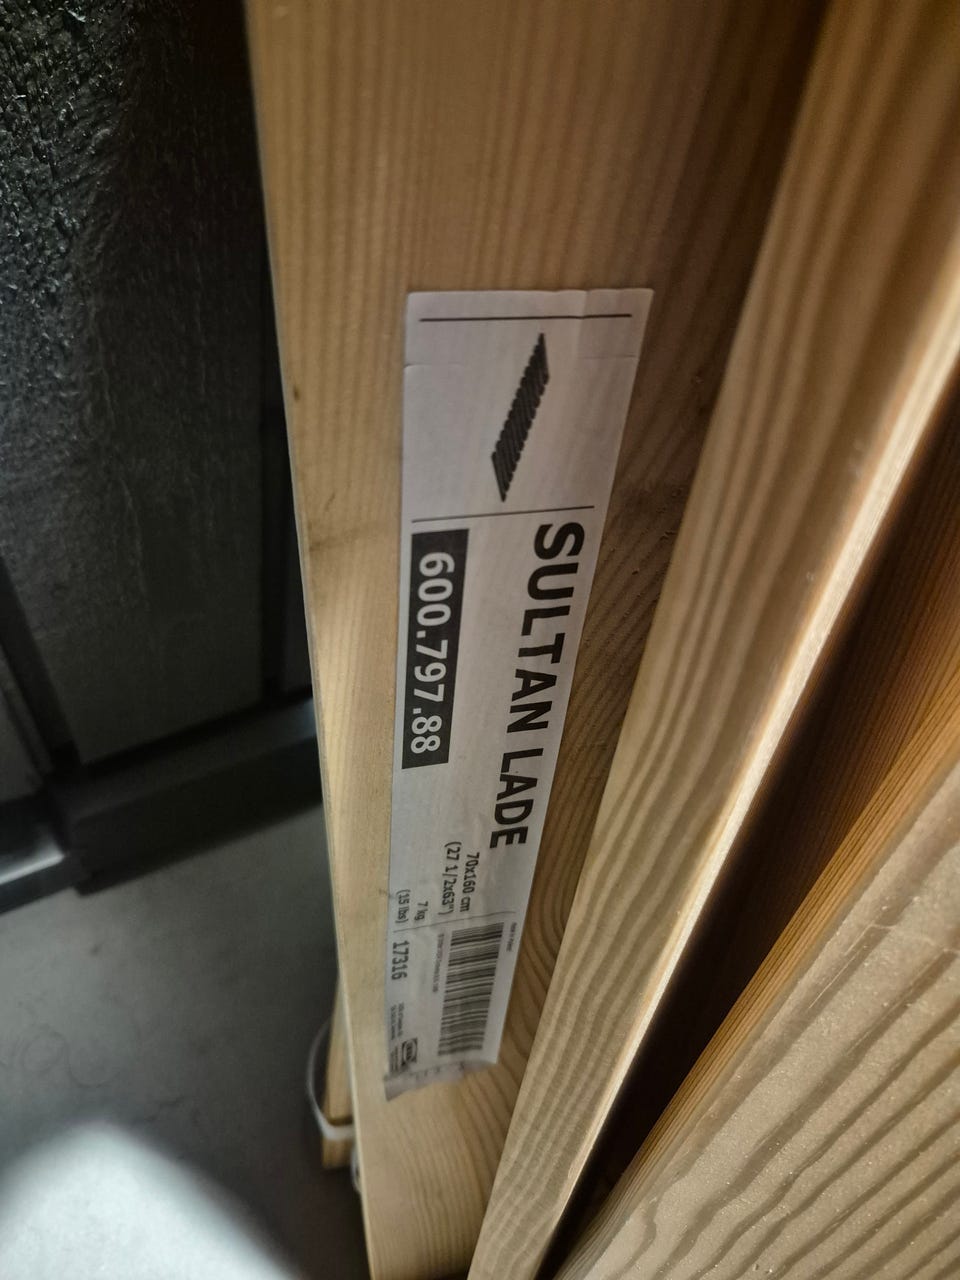 SULTAN LADE
600.797.88
70x160 cm
(27 1/2x63")
7 kg
(15 lbs)
17316